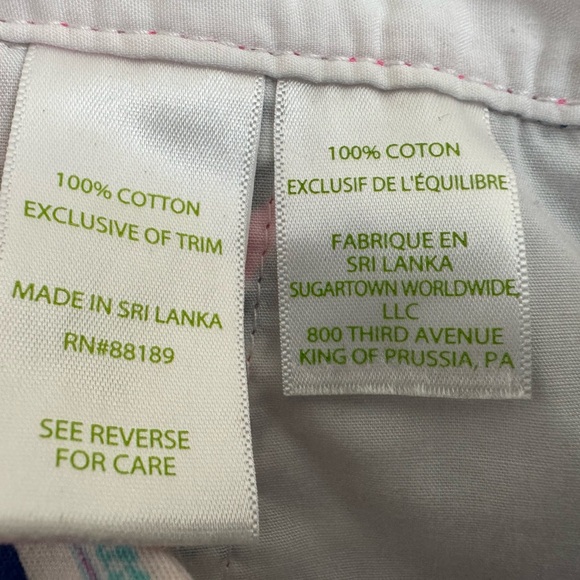 100% COTTON
EXCLUSIVE OF TRIM
MADE IN SRI LANKA
RN#88189
SEE REVERSE
FOR CARE
100% COTON
EXCLUSIF DE L'ÉQUILIBRE
FABRIQUE EN
SRI LANKA
SUGARTOWN WORLDWIDE,
LLC
800 THIRD AVENUE
KING OF PRUSSIA, PA